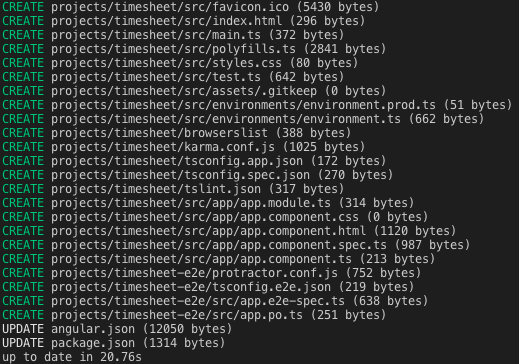 CREATE projects/timesheet/src/favicon.ico (5430 bytes)
CREATE projects/timesheet/src/index.html (296 bytes)
CREATE projects/timesheet/src/main.ts (372 bytes)
CREATE projects/timesheet/src/polyfills.ts (2841 bytes)
CREATE projects/timesheet/src/styles.css (80 bytes)
CREATE projects/timesheet/src/test.ts (642 bytes)
CREATE projects/timesheet/src/assets/.gitkeep (0 bytes)
CREATE projects/timesheet/src/environments/environment.prod.ts (51 bytes)
CREATE projects/timesheet/src/environments/environment.ts (662 bytes)
CREATE projects/timesheet/browserslist (388 bytes)
CREATE projects/timesheet/karma.conf.js (1025 bytes)
CREATE projects/timesheet/tsconfig.app.json (172 bytes)
CREATE projects/timesheet/tsconfig.spec.json (270 bytes)
CREATE projects/timesheet/tslint.json (317 bytes)
CREATE projects/timesheet/src/app/app.module.ts (314 bytes)
CREATE projects/timesheet/src/app/app.component.css (0 bytes)
CREATE projects/timesheet/src/app/app.component.html (1120 bytes)
CREATE projects/timesheet/src/app/app.component.spec.ts (987 bytes)
CREATE projects/timesheet/src/app/app.component.ts (213 bytes)
CREATE projects/timesheet-e2e/protractor.conf.js (752 bytes)
CREATE projects/timesheet-e2e/tsconfig.e2e.json (219 bytes)
CREATE projects/timesheet-e2e/src/app.e2e-spec.ts (638 bytes)
CREATE projects/timesheet-e2e/src/app.po.ts (251 bytes)
UPDATE angular.json (12050 bytes)
UPDATE package.json (1314 bytes)
up to date in 20.76s